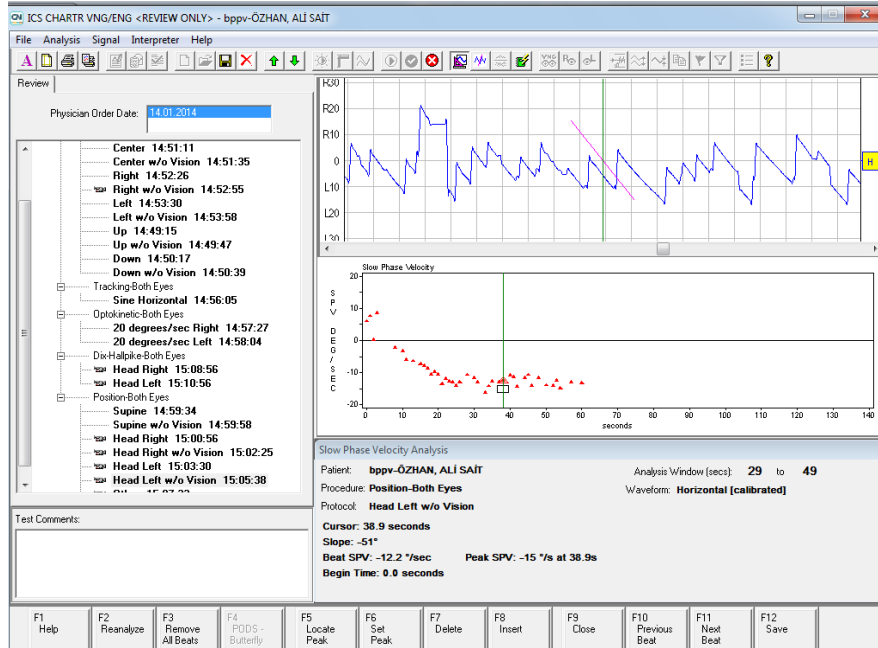 ICS CHARTR VNG/ENG <REVIEW ONLY> - bppv-ÖZHAN, ALİ SAİT
File Analysis Signal Interpreter Help
Review
Physician Order Date: 14.01.2014
Center 14:51:11
Center w/o Vision 14:51:35
Right 14:52:26
Right w/o Vision 14:52:55
Left 14:53:30
Left w/o Vision 14:53:58
Up 14:49:15
Up w/o Vision 14:49:47
Down 14:50:17
Down w/o Vision 14:50:39
Tracking-Both Eyes
Sine Horizontal 14:56:05
Optokinetic-Both Eyes
20 degrees/sec Right 14:57:27
20 degrees/sec Left 14:58:04
Dix-Hallpike-Both Eyes
Head Right 15:08:56
Head Left 15:10:56
Position-Both Eyes
Supine 14:59:34
Supine w/o Vision 14:59:58
Head Right 15:00:56
Head Right w/o Vision 15:02:25
Head Left 15:03:30
Head Left w/o Vision 15:05:38
Test Comments:
R30
R20
R10
0
L10
L20
L30
H
Slow Phase Velocity
SPV DEG/SEC
20
10
0
-10
-20
0 10 20 30 40 50 60 70 80 90 100 110 120 130 140
seconds
Slow Phase Velocity Analysis
Patient: bppv-ÖZHAN, ALİ SAİT
Analysis Window (secs): 29 to 49
Procedure: Position-Both Eyes
Waveform: Horizontal [calibrated]
Protocol: Head Left w/o Vision
Cursor: 38.9 seconds
Slope: -51°
Beat SPV: -12.2 °/sec Peak SPV: -15 °/s at 38.9s
Begin Time: 0.0 seconds
F1 Help
F2 Reanalyze
F3 Remove All Beats
F4 PODS - Butterfly
F5 Locate Peak
F6 Set Peak
F7 Delete
F8 Insert
F9 Close
F10 Previous Beat
F11 Next Beat
F12 Save